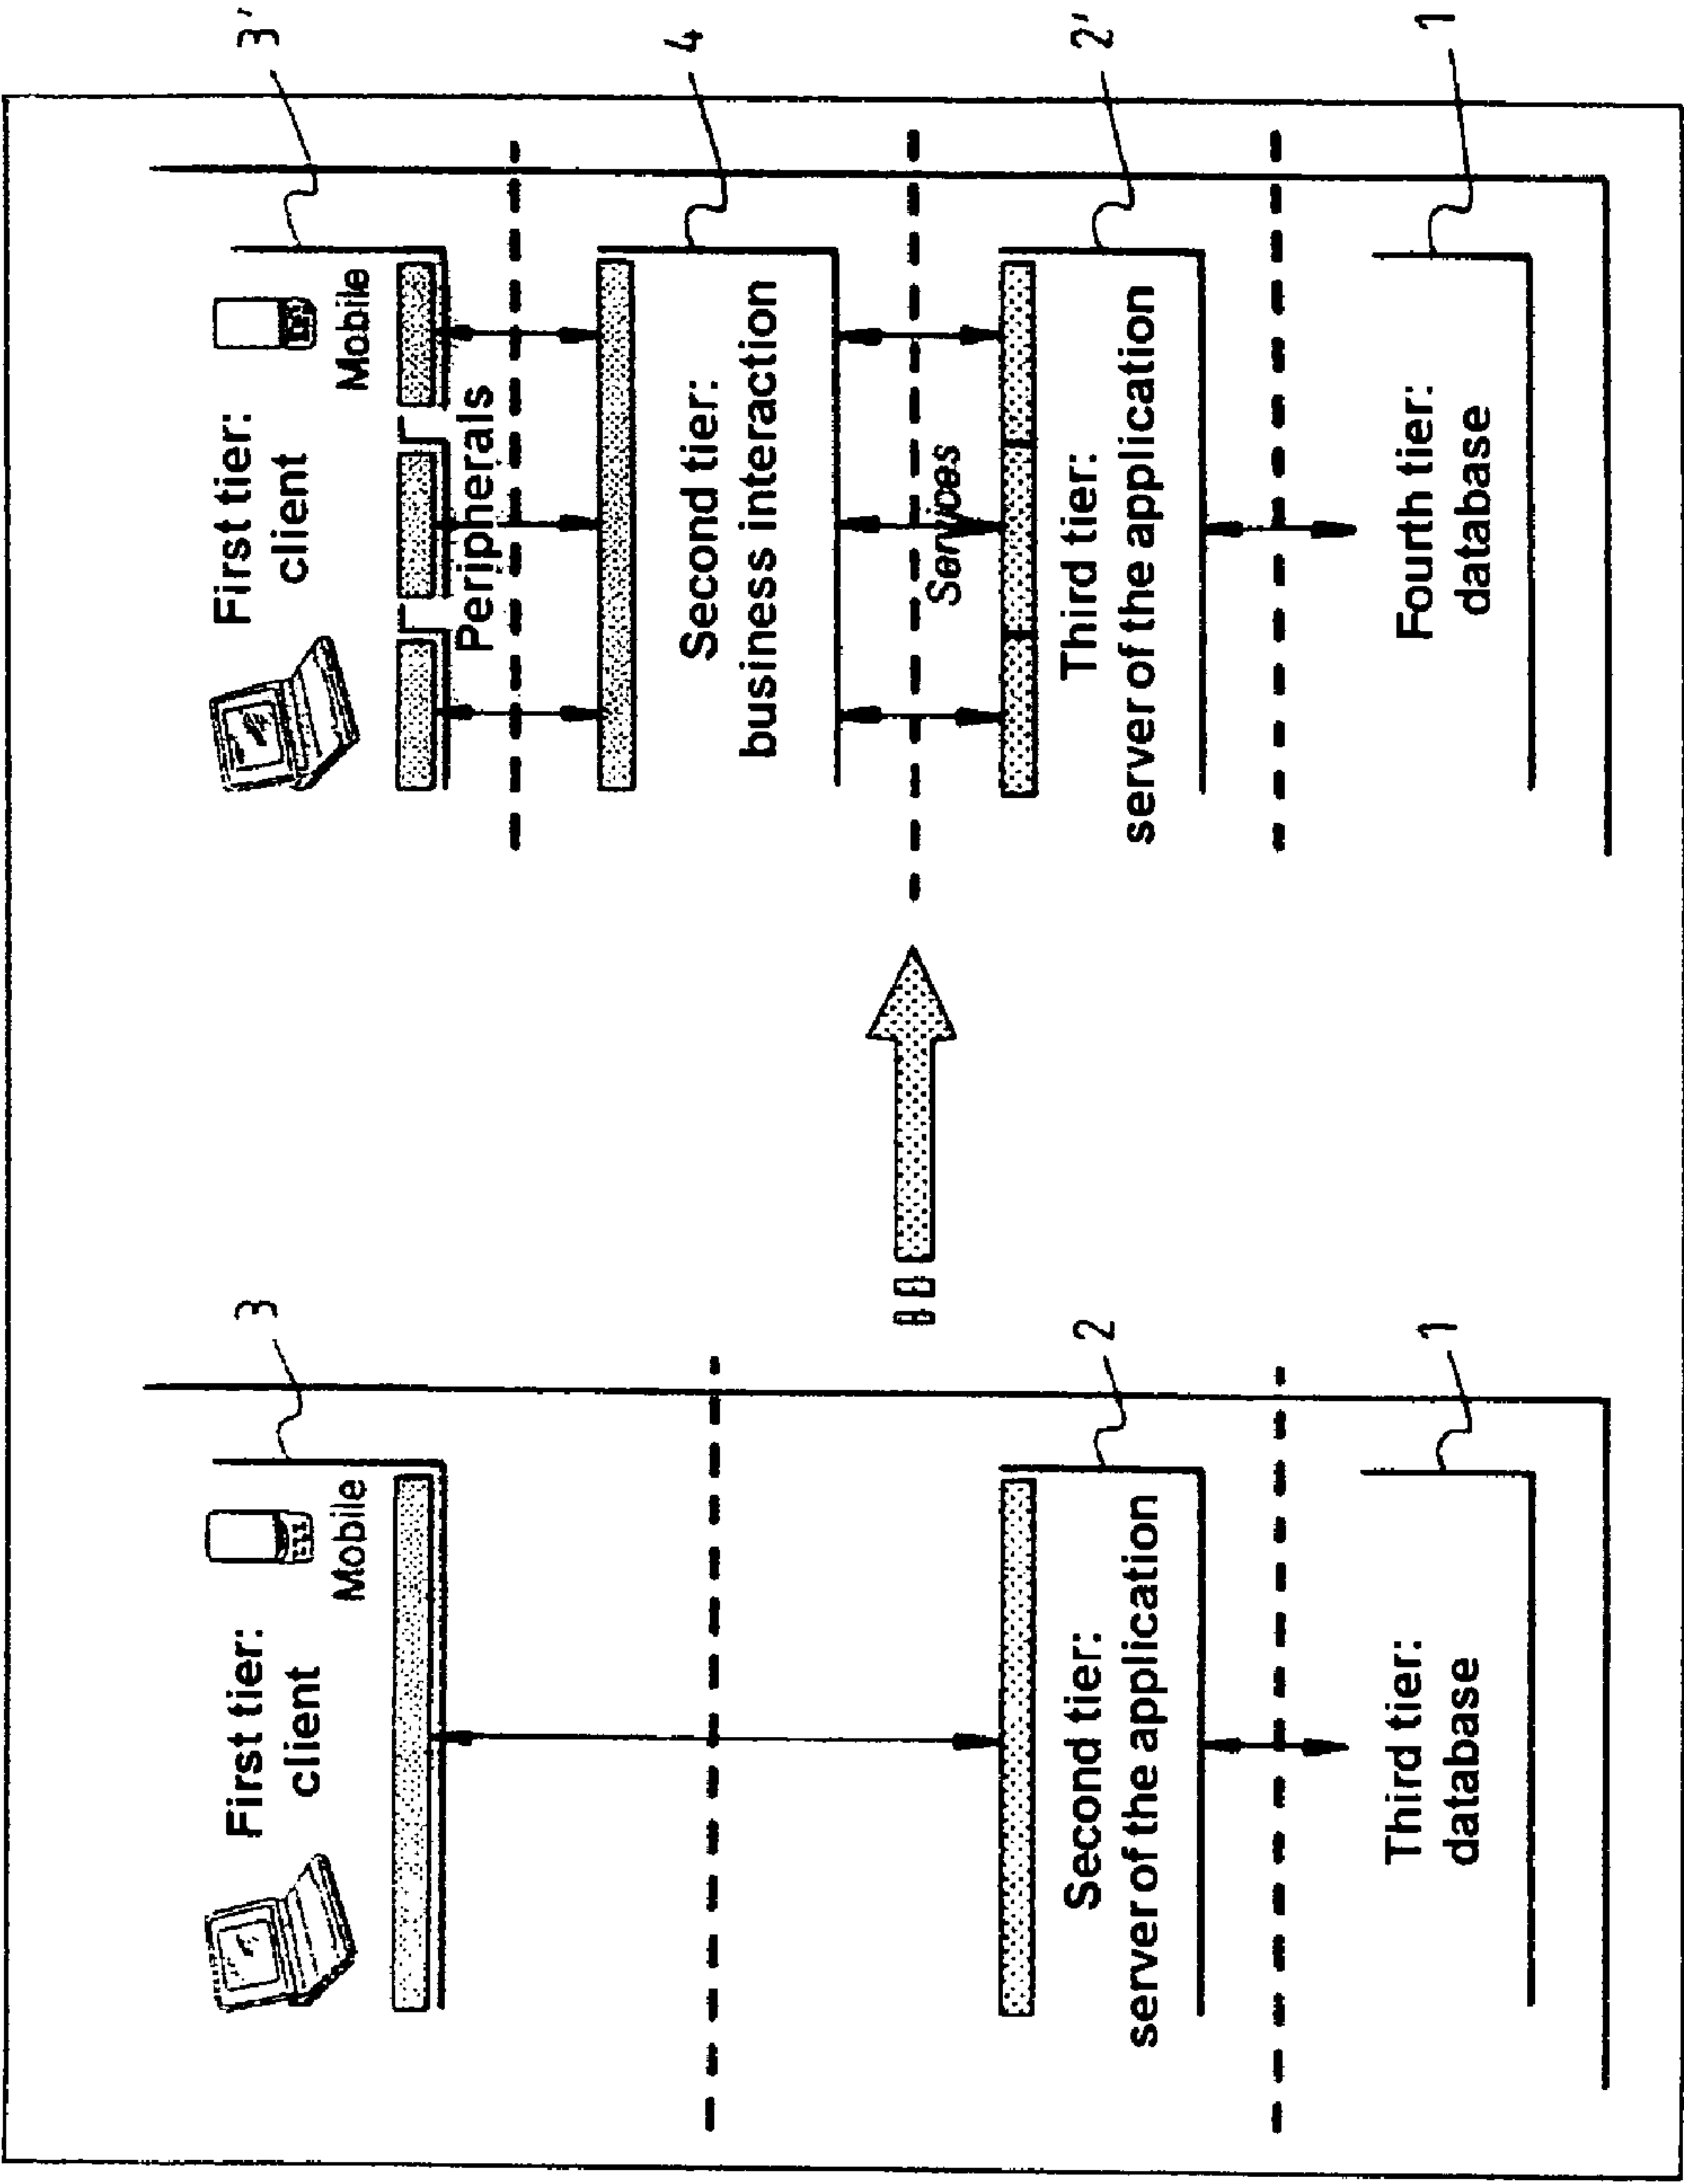 3
First tier:
client
Mobile
2
Second tier:
server of the application
1
Third tier:
database
3'
First tier:
client
Mobile
Peripherals
4
Second tier:
business interaction
Services
2'
Third tier:
server of the application
1
Fourth tier:
database